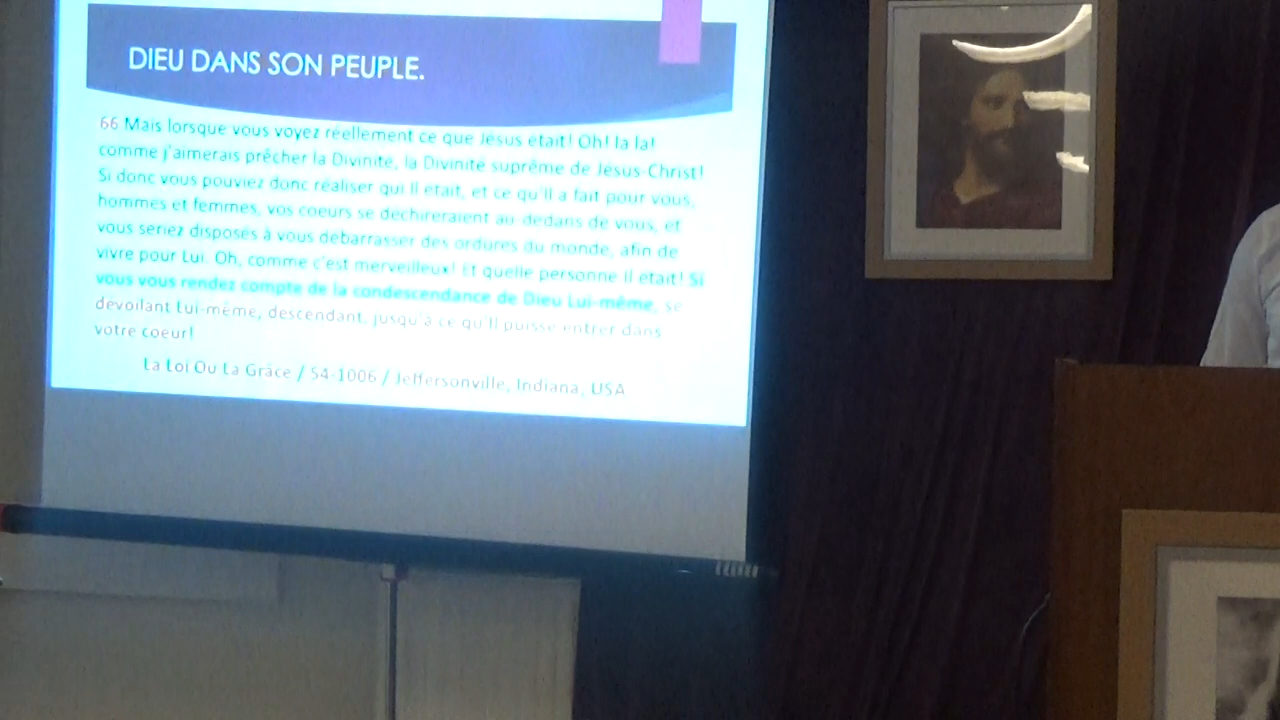 DIEU DANS SON PEUPLE.
66 Mais lorsque vous voyez réellement ce que Jésus était! Oh! la la!
comme j'aimerais prêcher la Divinité, la Divinité suprême de Jésus-Christ!
Si donc vous pouviez donc réaliser qui Il était, et ce qu'Il a fait pour vous,
hommes et femmes, vos coeurs se déchireraient au-dedans de vous, et
vous seriez disposés à vous débarrasser des ordures du monde, afin de
vivre pour Lui. Oh, comme c'est merveilleux! Et quelle personne Il était! Si
vous vous rendez compte de la condescendance de Dieu Lui-même, se
dévoilant Lui-même, descendant, jusqu'à ce qu'Il puisse entrer dans
votre coeur!
La Loi Ou La Grâce / 54-1006 / Jeffersonville, Indiana, USA